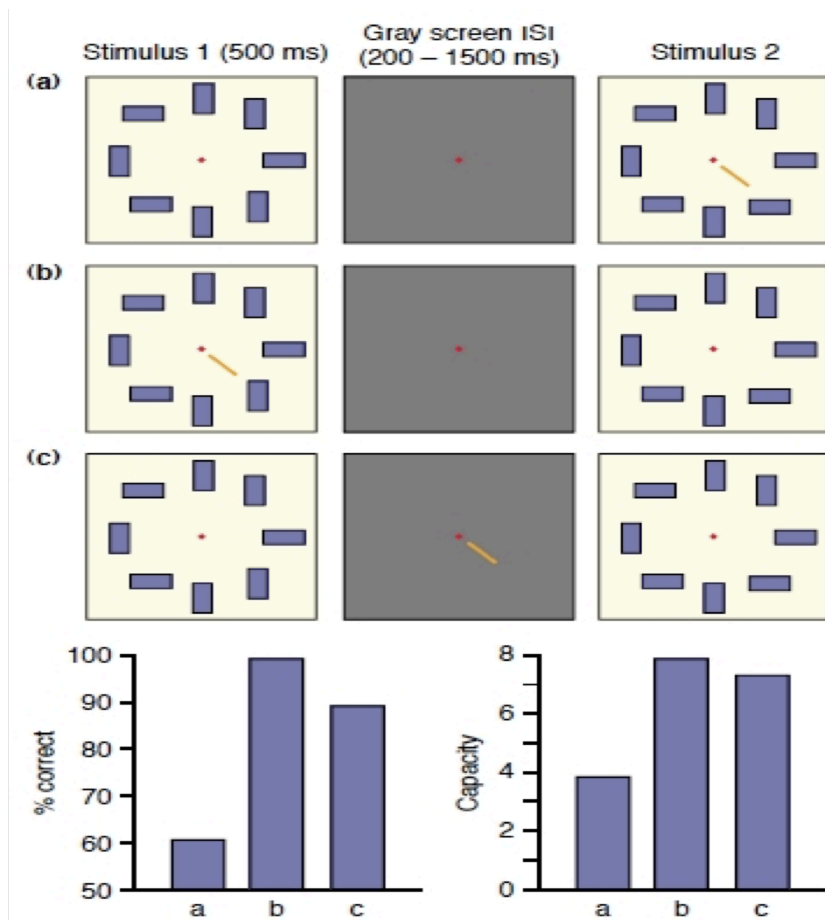 Stimulus 1 (500 ms)
Gray screen ISI
(200 – 1500 ms)
Stimulus 2
(a)
(b)
(c)
100
90
80
70
60
50
% correct
a
b
c
8
6
4
2
0
Capacity
a
b
c